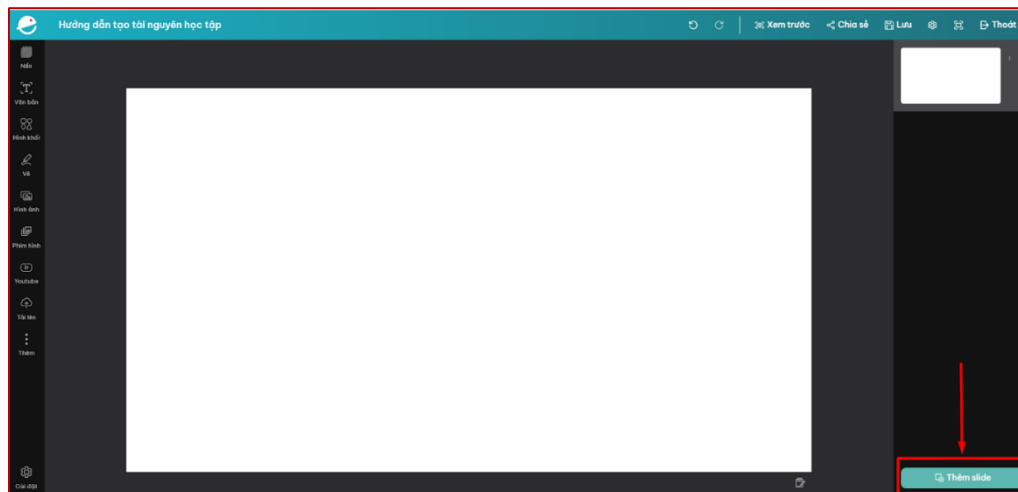 Hướng dẫn tạo tài nguyên học tập
Xem trước
Chia sẻ
Lưu
Thoát
Nền
Văn bản
Hình khối
Vẽ
Hình ảnh
Phim hình
Youtube
Tải lên
Thêm
Cài đặt
1
Thêm slide